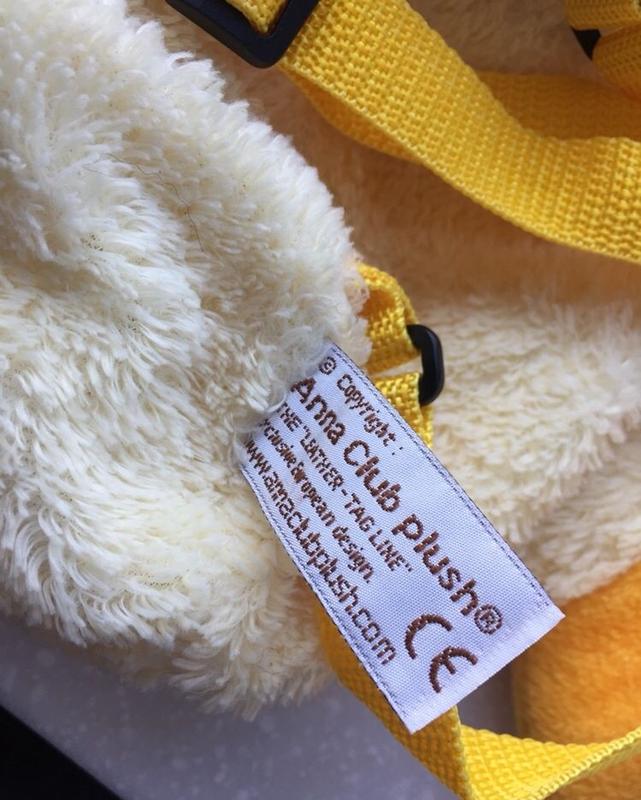 © Copyright :
Anna Club plush®
THE "LEATHER-TAG LINE"
Exclusive European design.
www.annaclubplush.com
CE